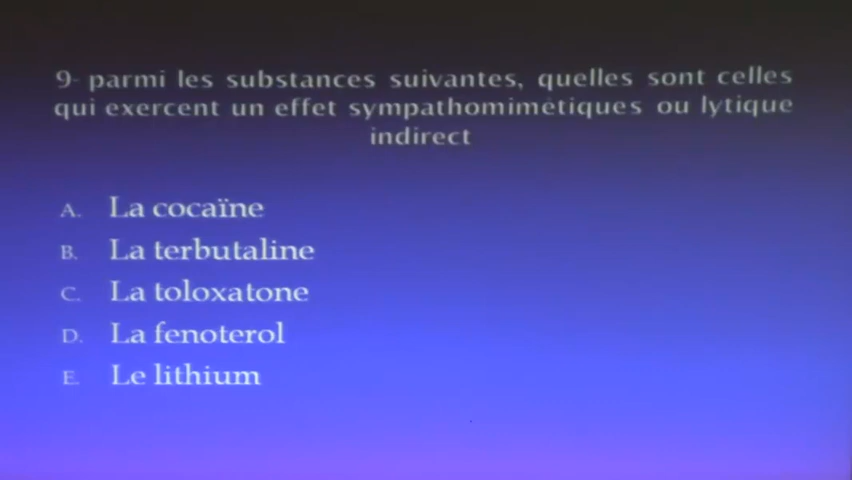 9- parmi les substances suivantes, quelles sont celles
qui exercent un effet sympathomimétiques ou lytique
indirect
A. La cocaïne
B. La terbutaline
C. La toloxatone
D. La fenoterol
E. Le lithium